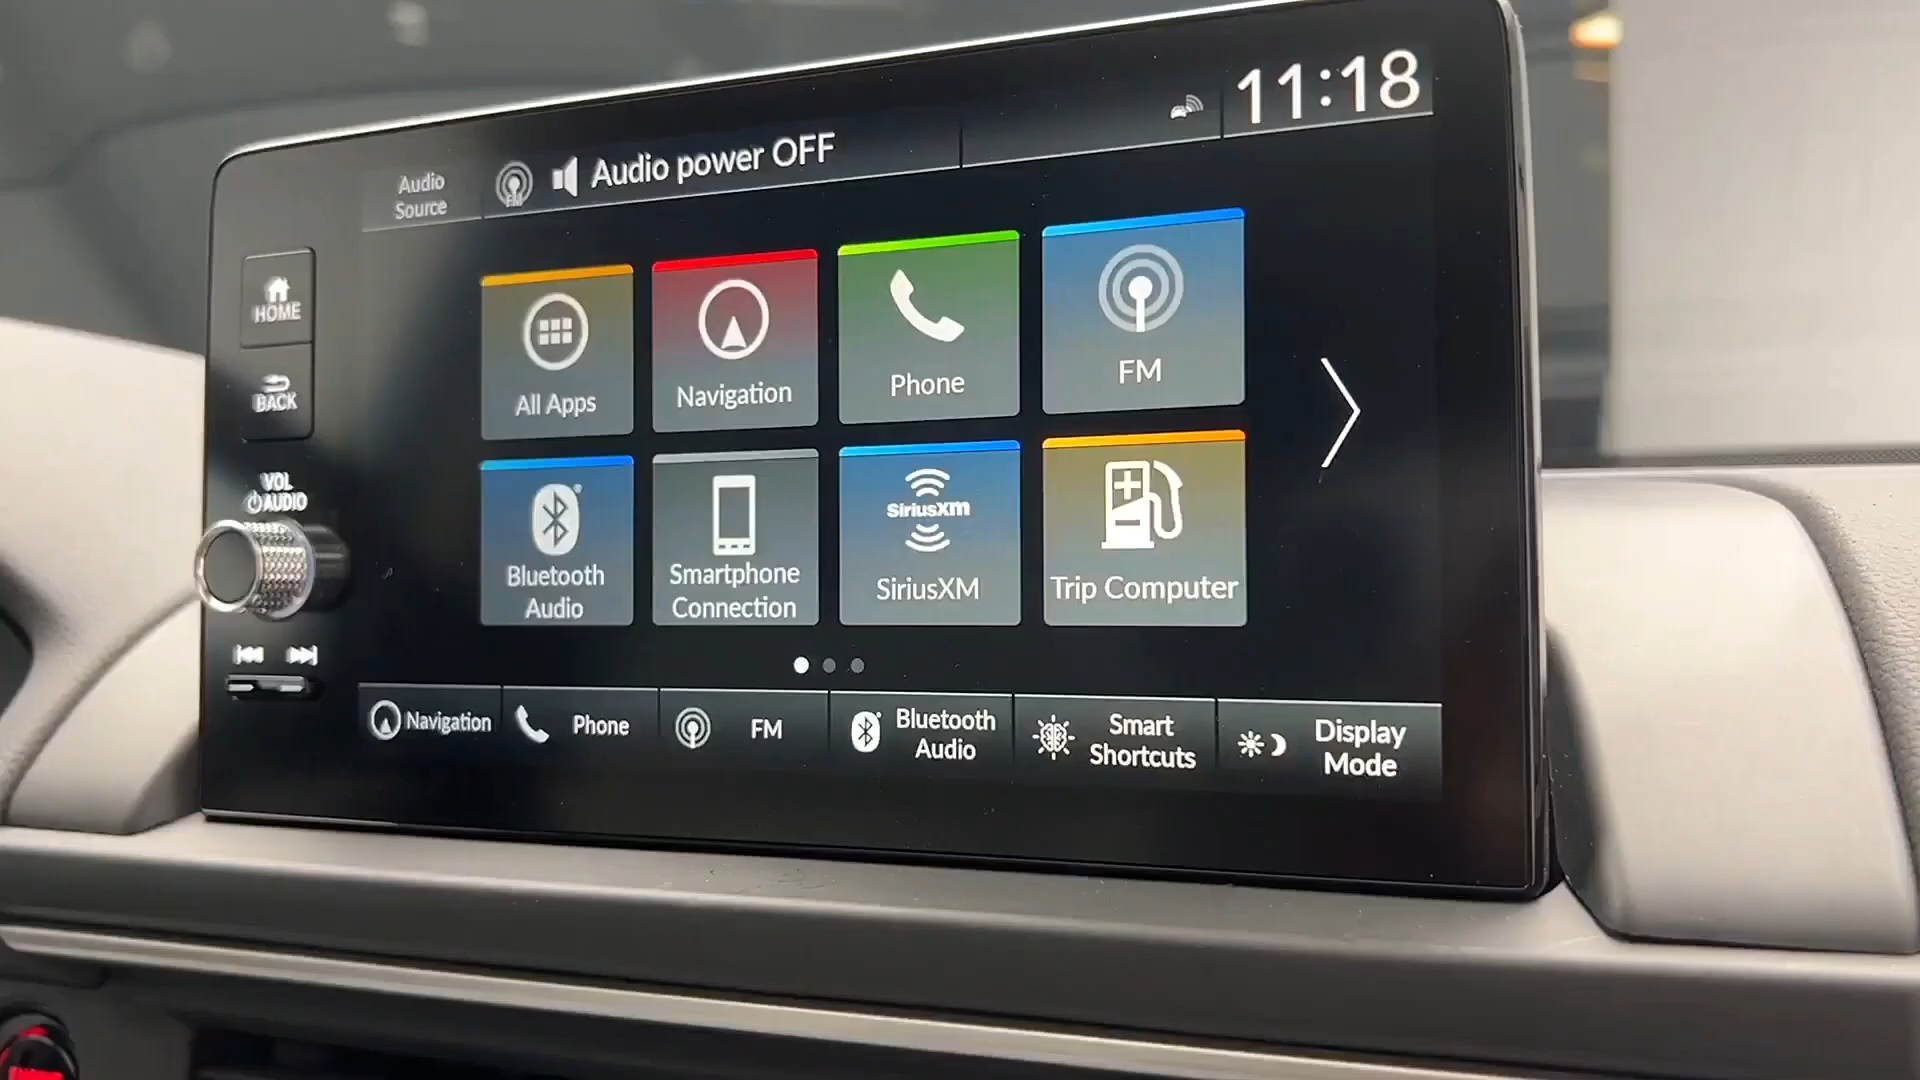 11:18
Audio
Source
FM
Audio power OFF
HOME
BACK
VOL
AUDIO
All Apps
Navigation
Phone
FM
Bluetooth
Audio
Smartphone
Connection
SiriusXM
SiriusXM
Trip Computer
Navigation
Phone
FM
Bluetooth
Audio
Smart
Shortcuts
Display
Mode